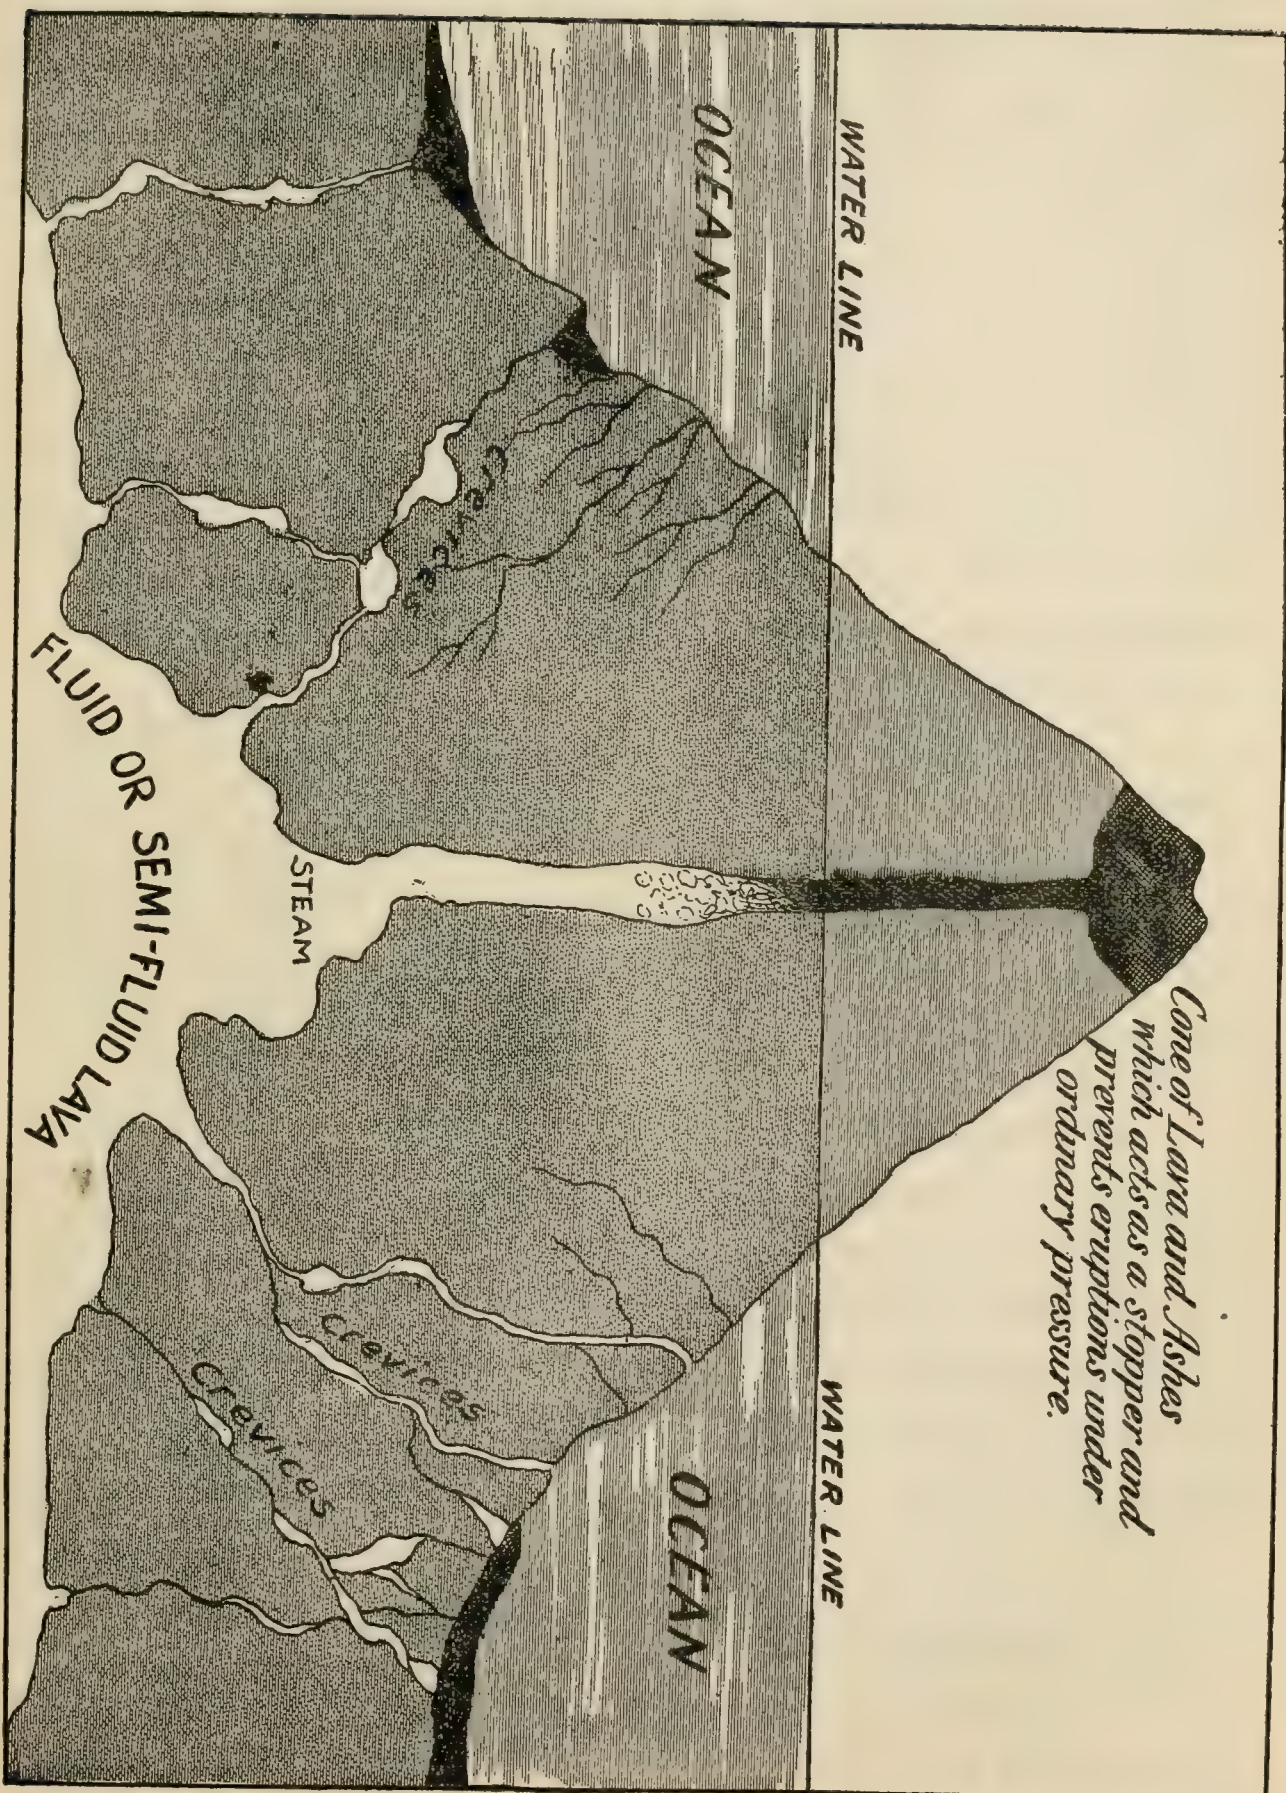 Cone of Lava and Ashes
which acts as a stopper and
prevents eruptions under
ordinary pressure.
WATER LINE
WATER LINE
OCEAN
OCEAN
Crevices
Crevices
Crevices
STEAM
FLUID OR SEMI-FLUID LAVA